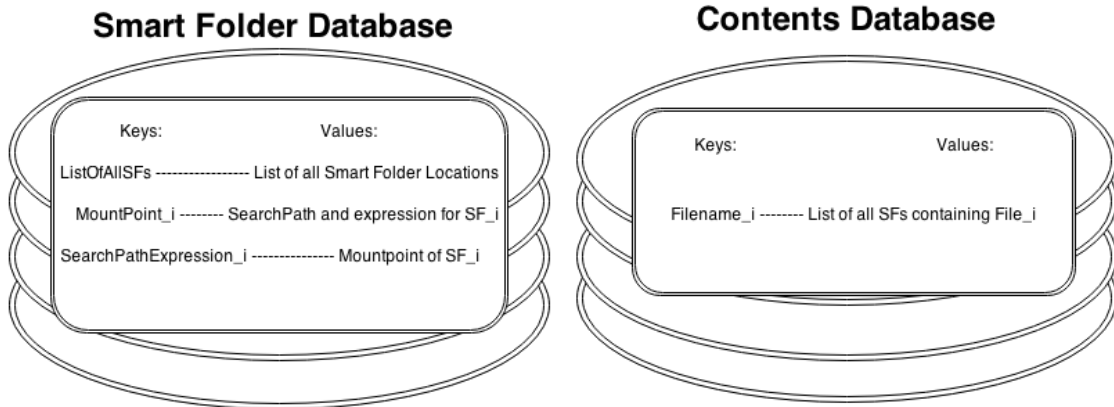 Smart Folder Database
Keys: Values:
ListOfAllSFs ----------------- List of all Smart Folder Locations
MountPoint_i -------- SearchPath and expression for SF_i
SearchPathExpression_i --------------- Mountpoint of SF_i
Contents Database
Keys: Values:
Filename_i -------- List of all SFs containing File_i